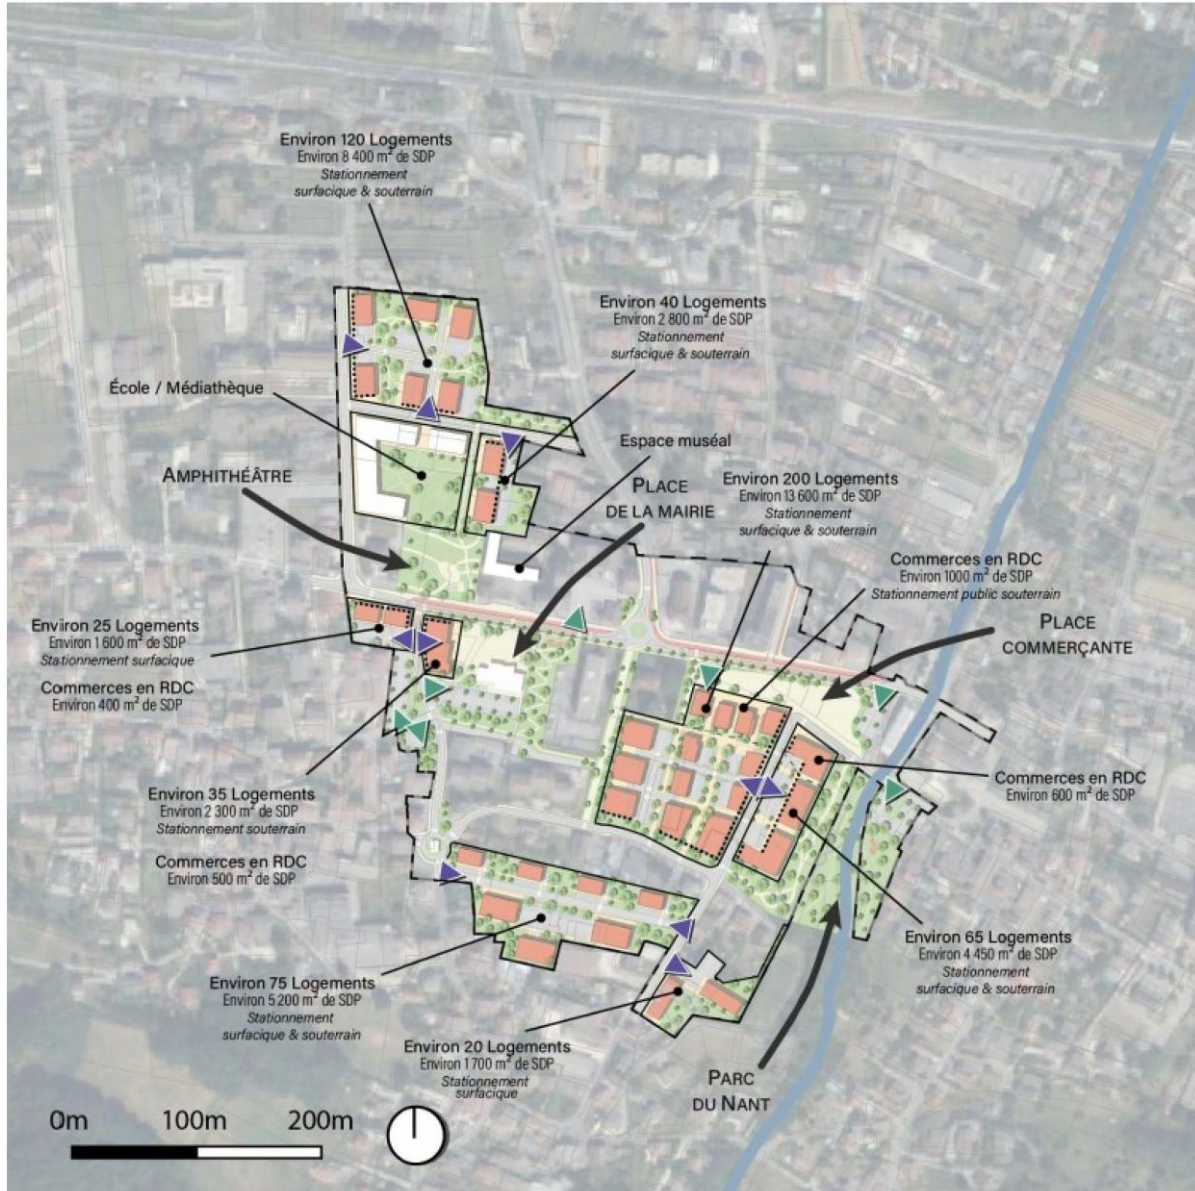 Environ 120 Logements
Environ 8 400 m² de SDP
Stationnement
surfacique & souterrain
Environ 40 Logements
Environ 2 800 m² de SDP
Stationnement
surfacique & souterrain
École / Médiathèque
Espace muséal
AMPHITHÉÂTRE
PLACE
DE LA MAIRIE
Environ 200 Logements
Environ 13 600 m² de SDP
Stationnement
surfacique & souterrain
Commerces en RDC
Environ 1000 m² de SDP
Stationnement public souterrain
PLACE
COMMERÇANTE
Environ 25 Logements
Environ 1 600 m² de SDP
Stationnement surfacique
Commerces en RDC
Environ 400 m² de SDP
Environ 35 Logements
Environ 2 300 m² de SDP
Stationnement souterrain
Commerces en RDC
Environ 500 m² de SDP
Commerces en RDC
Environ 600 m² de SDP
Environ 65 Logements
Environ 4 450 m² de SDP
Stationnement
surfacique & souterrain
Environ 75 Logements
Environ 5 200 m² de SDP
Stationnement
surfacique & souterrain
Environ 20 Logements
Environ 1 700 m² de SDP
Stationnement
surfacique
PARC
DU NANT
0m 100m 200m